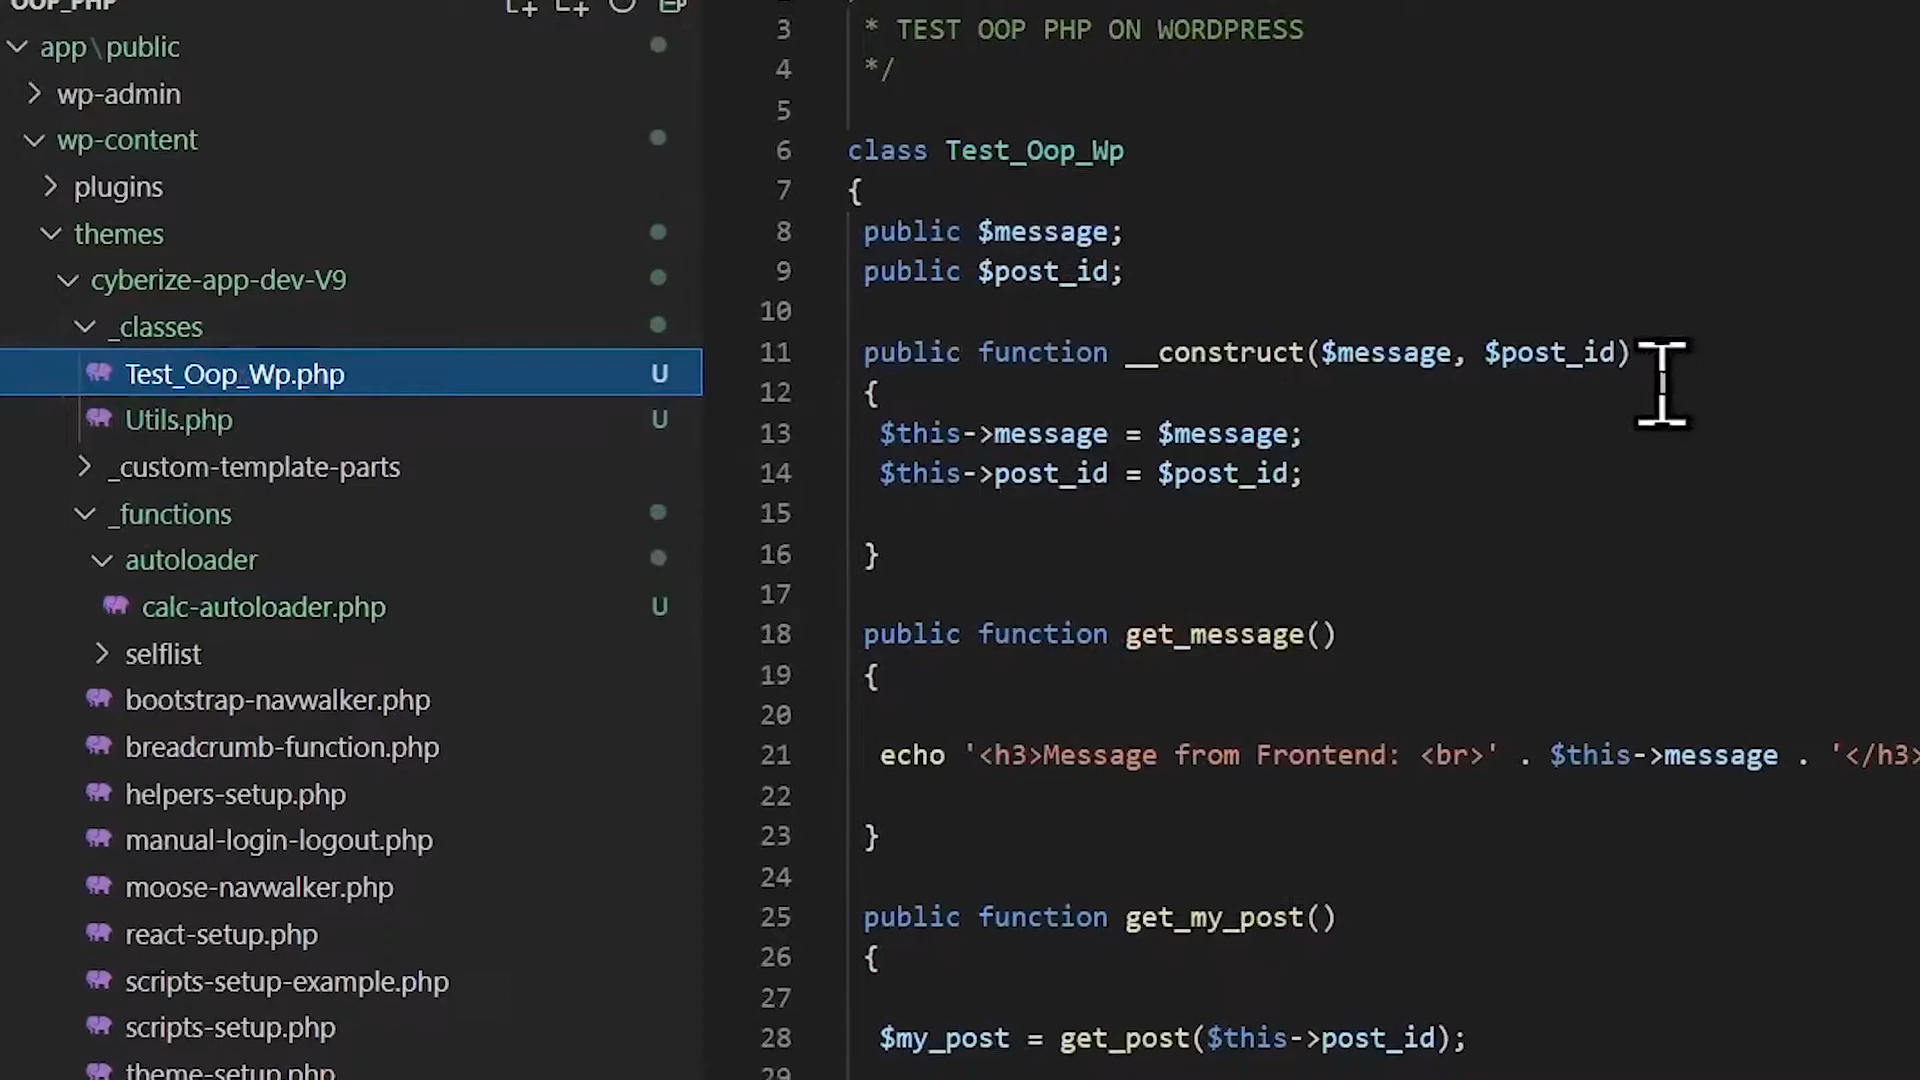 OOP_PHP
app\public
wp-admin
wp-content
plugins
themes
cyberize-app-dev-V9
_classes
Test_Oop_Wp.php U
Utils.php U
_custom-template-parts
_functions
autoloader
calc-autoloader.php U
selflist
bootstrap-navwalker.php
breadcrumb-function.php
helpers-setup.php
manual-login-logout.php
moose-navwalker.php
react-setup.php
scripts-setup-example.php
scripts-setup.php
theme-setup.php
3 * TEST OOP PHP ON WORDPRESS
4 */
5
6 class Test_Oop_Wp
7 {
8 public $message;
9 public $post_id;
10
11 public function __construct($message, $post_id)
12 {
13 $this->message = $message;
14 $this->post_id = $post_id;
15
16 }
17
18 public function get_message()
19 {
20
21 echo '<h3>Message from Frontend: <br>' . $this->message . '</h3>
22
23 }
24
25 public function get_my_post()
26 {
27
28 $my_post = get_post($this->post_id);
29